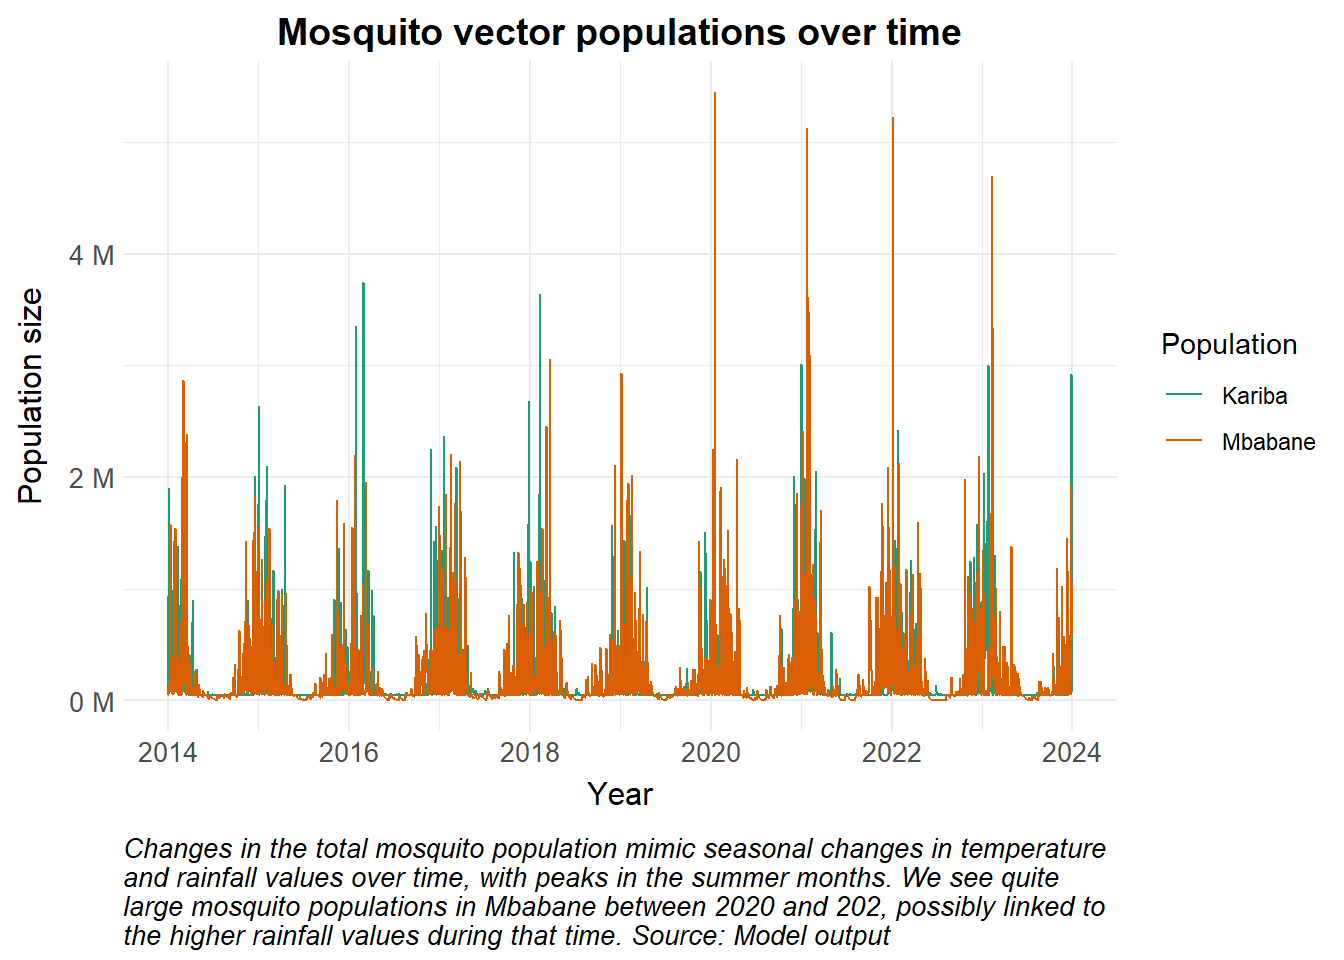 Mosquito vector populations over time
Population size
4 M
2 M
0 M
2014 2016 2018 2020 2022 2024
Year
Population
Kariba
Mbabane
Changes in the total mosquito population mimic seasonal changes in temperature
and rainfall values over time, with peaks in the summer months. We see quite
large mosquito populations in Mbabane between 2020 and 202, possibly linked to
the higher rainfall values during that time. Source: Model output